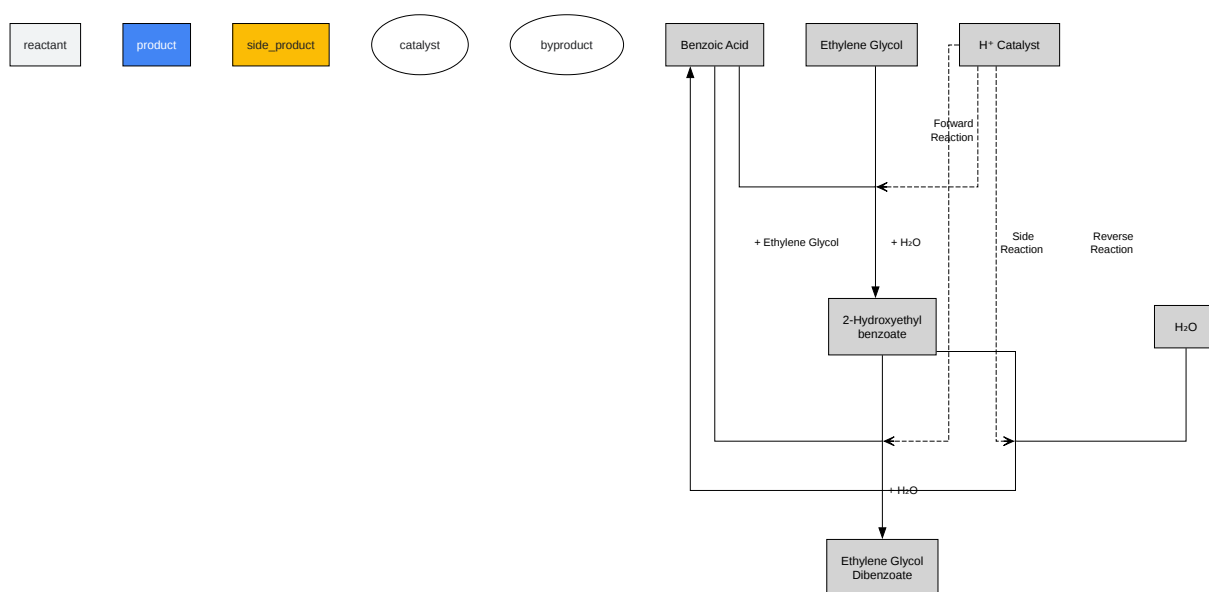 reactant
product
side_product
catalyst
byproduct
Benzoic Acid
Ethylene Glycol
H⁺ Catalyst
Forward
Reaction
+ Ethylene Glycol
+ H₂O
Side
Reaction
Reverse
Reaction
2-Hydroxyethyl
benzoate
H₂O
+ H₂O
Ethylene Glycol
Dibenzoate